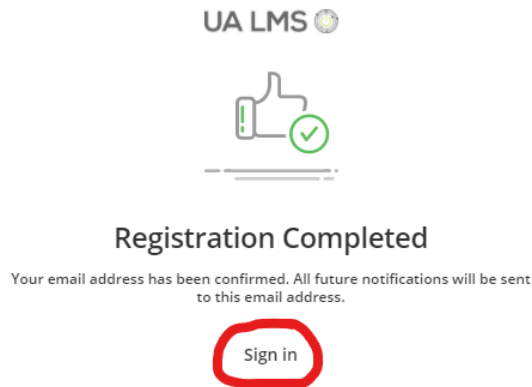 UA LMS
Registration Completed
Your email address has been confirmed. All future notifications will be sent
to this email address.
Sign in